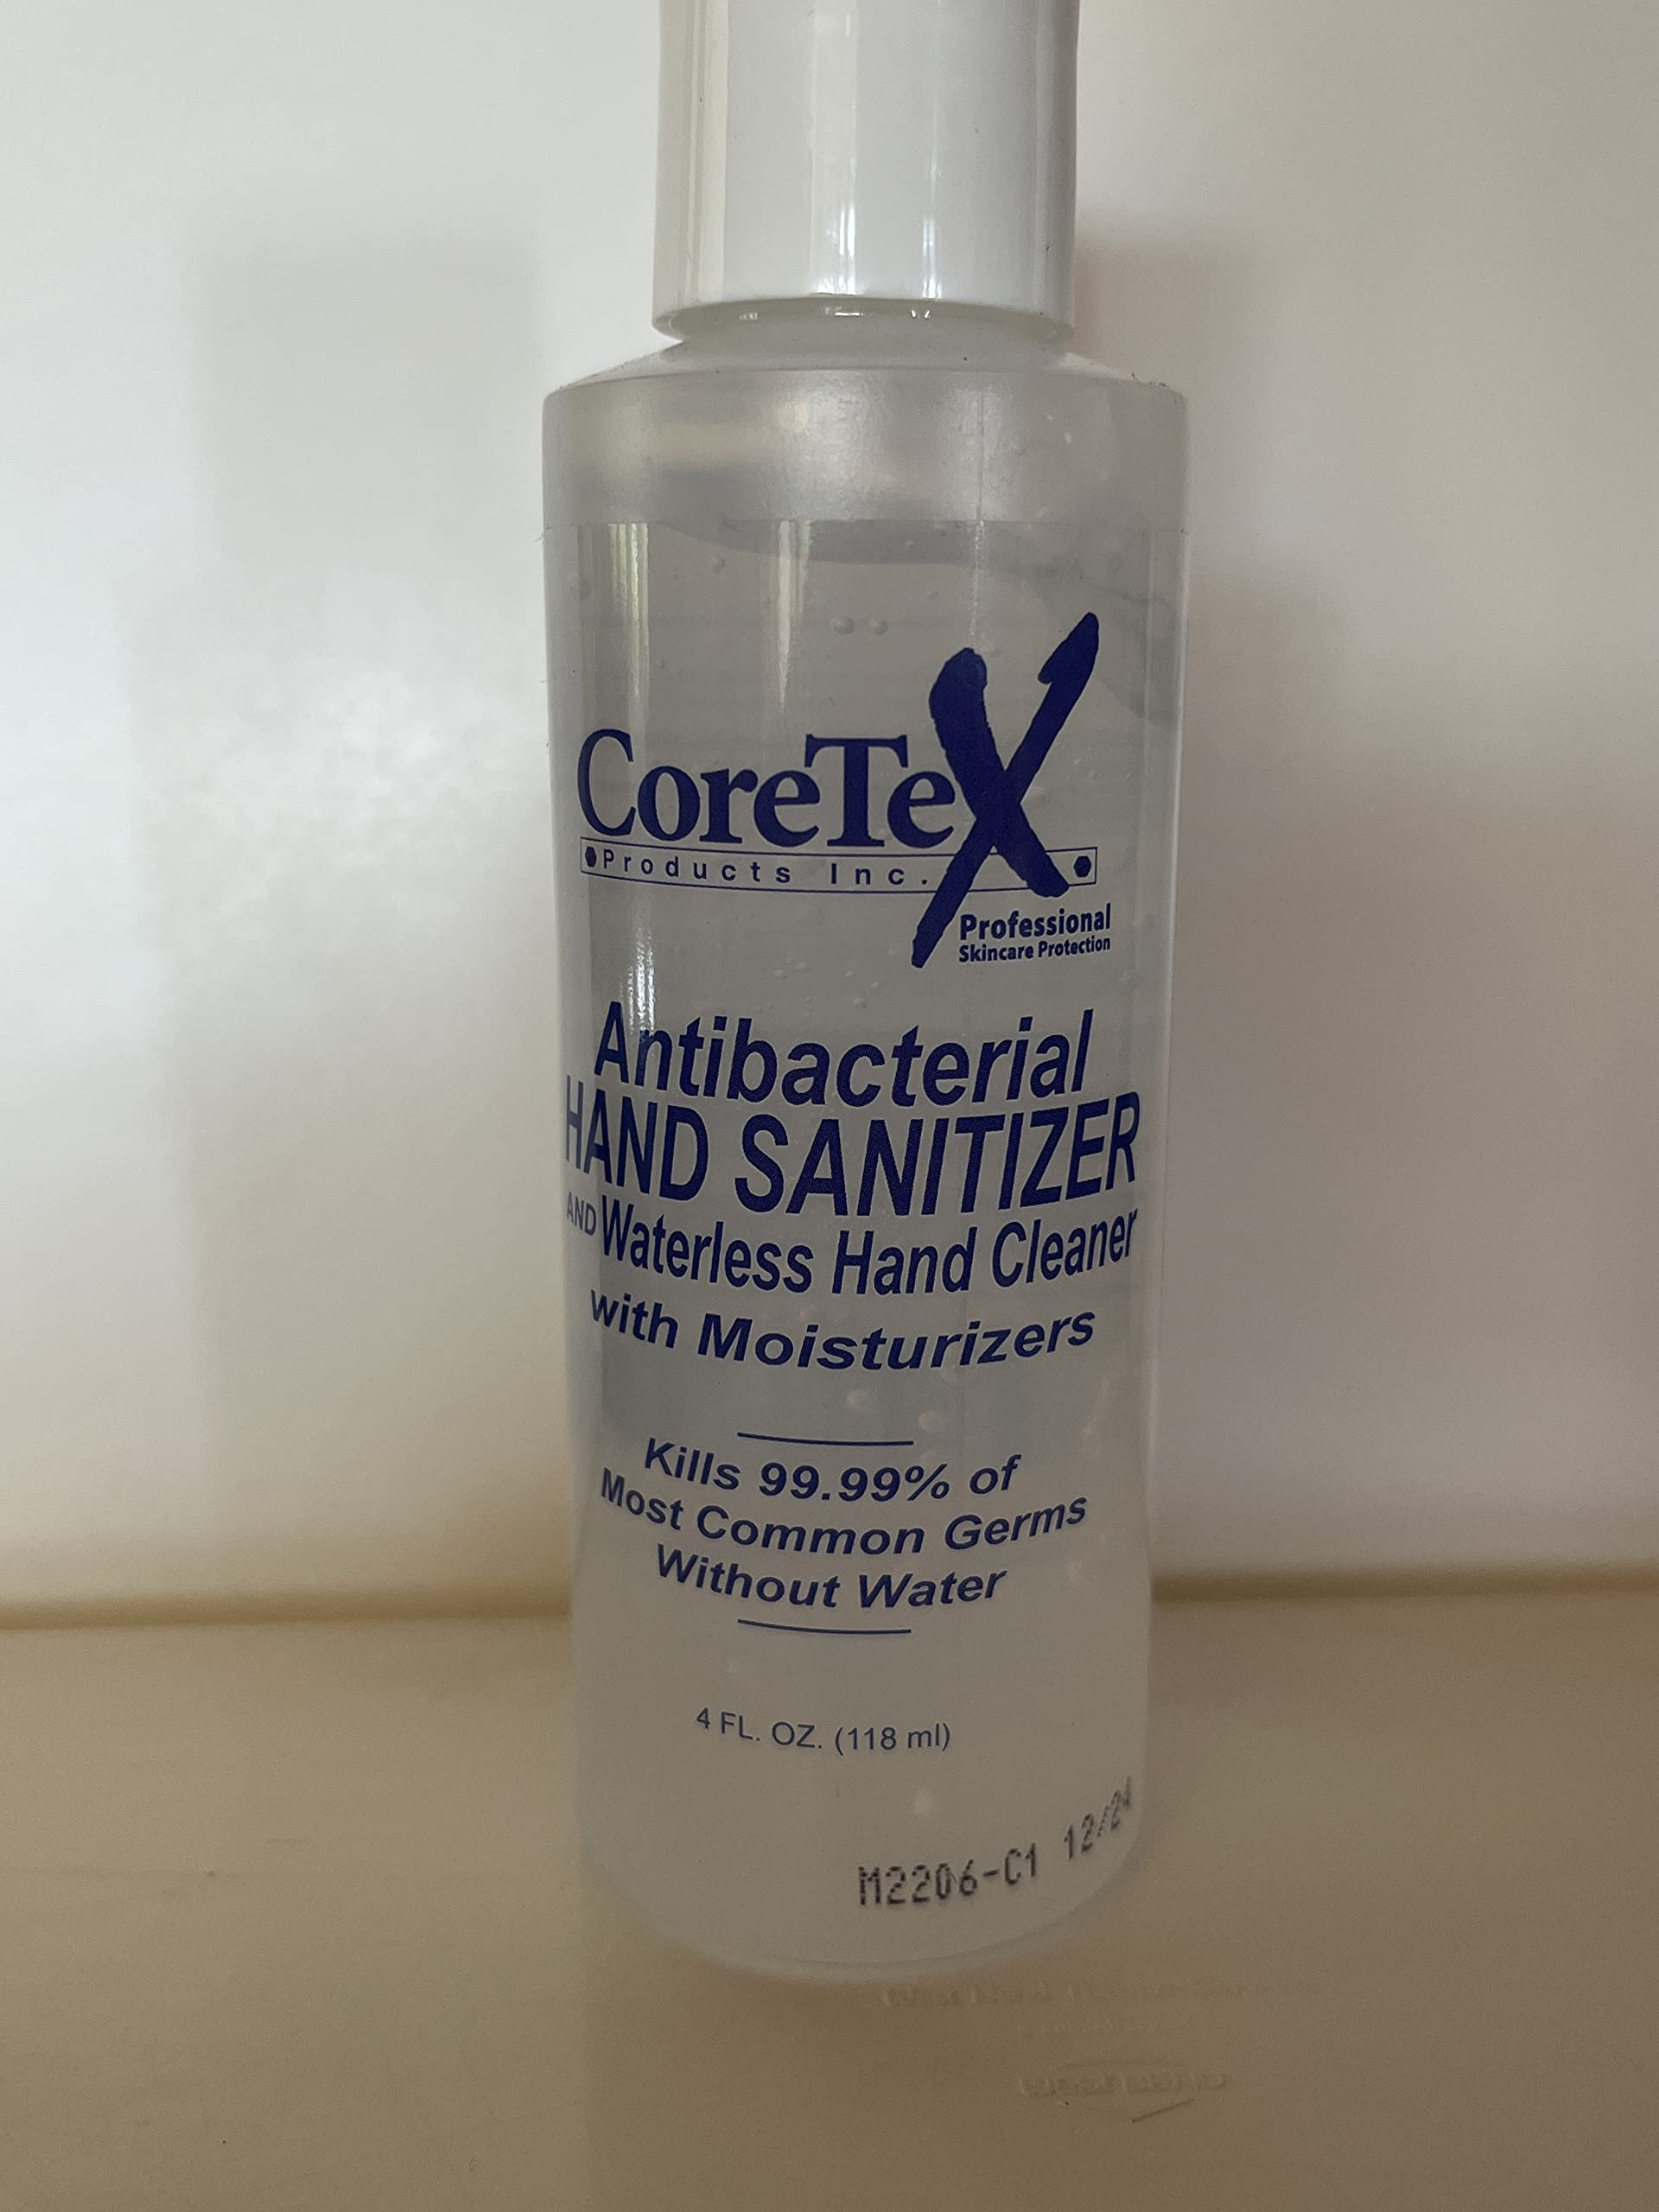 CoreTeX
Products Inc.
Professional
Skincare Protection
Antibacterial
HAND SANITIZER
AND Waterless Hand Cleaner
with Moisturizers
Kills 99.99% of
Most Common Germs
Without Water
4 FL. OZ. (118 ml)
M2206-C1 12/24